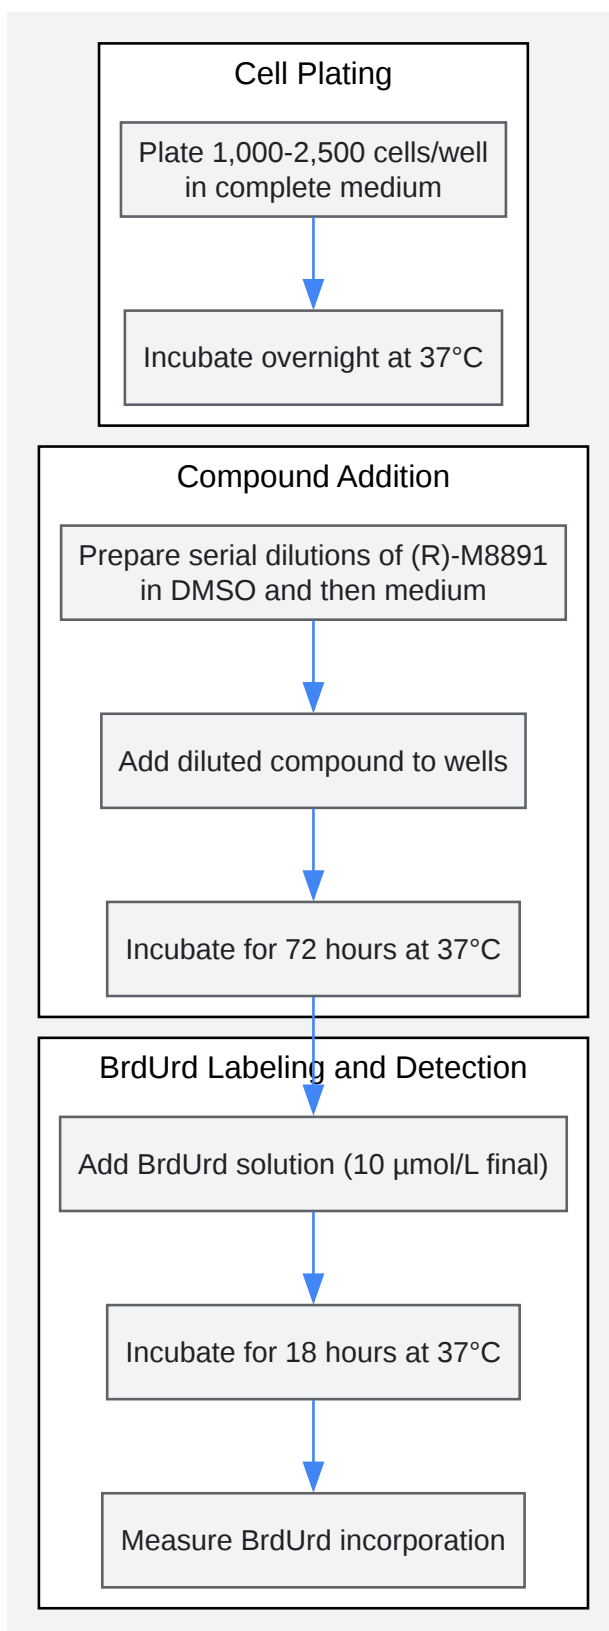 Cell Plating
Plate 1,000-2,500 cells/well
in complete medium
Incubate overnight at 37°C
Compound Addition
Prepare serial dilutions of (R)-M8891
in DMSO and then medium
Add diluted compound to wells
Incubate for 72 hours at 37°C
BrdUrd Labeling and Detection
Add BrdUrd solution (10 µmol/L final)
Incubate for 18 hours at 37°C
Measure BrdUrd incorporation